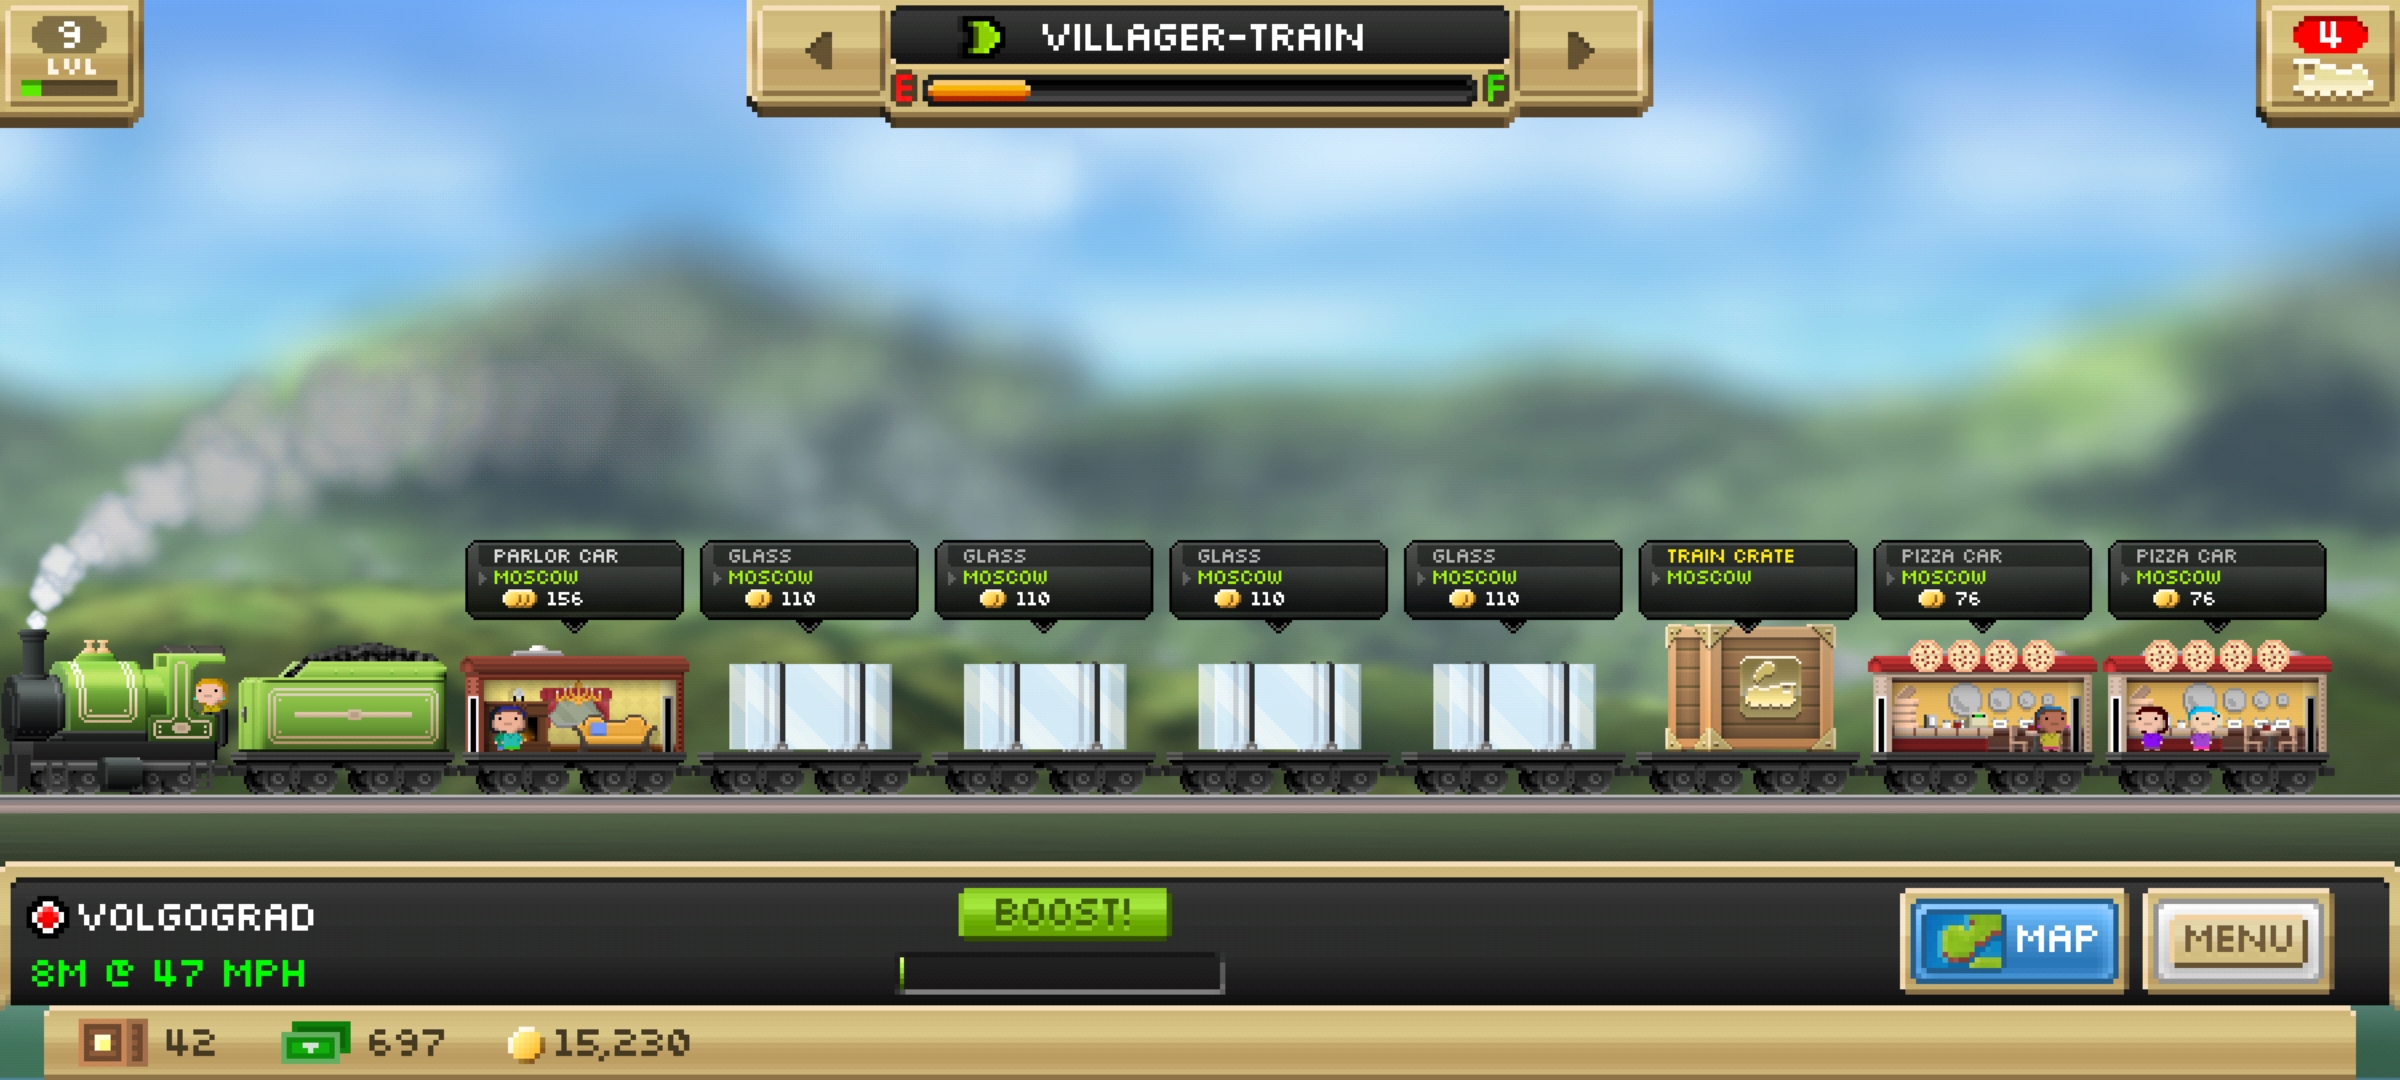 9
LVL
VILLAGER-TRAIN
E F
4
PARLOR CAR
MOSCOW
156
GLASS
MOSCOW
110
GLASS
MOSCOW
110
GLASS
MOSCOW
110
GLASS
MOSCOW
110
TRAIN CRATE
MOSCOW
PIZZA CAR
MOSCOW
76
PIZZA CAR
MOSCOW
76
VOLGOGRAD
8M @ 47 MPH
BOOST!
MAP
MENU
42 697 15,230